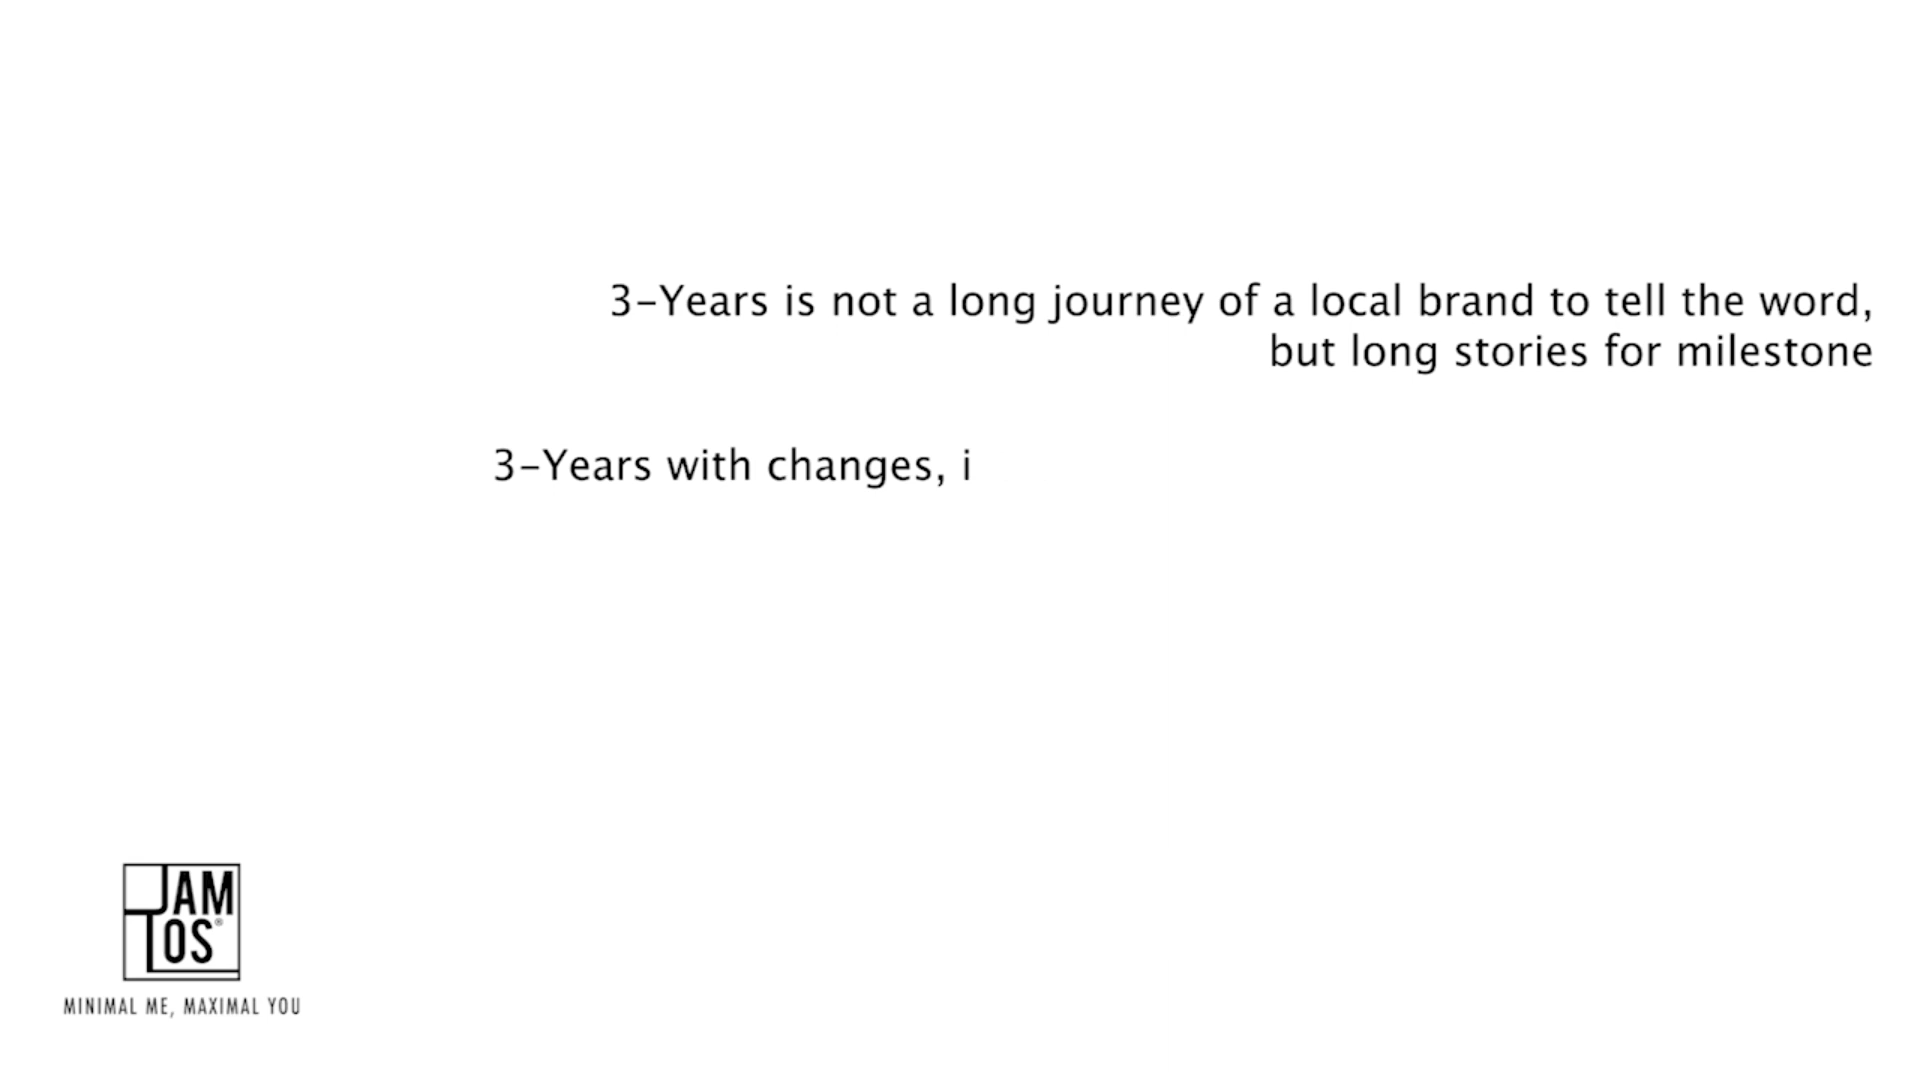 3-Years is not a long journey of a local brand to tell the word,
but long stories for milestone
3-Years with changes, i
JAM
TOS®
MINIMAL ME, MAXIMAL YOU